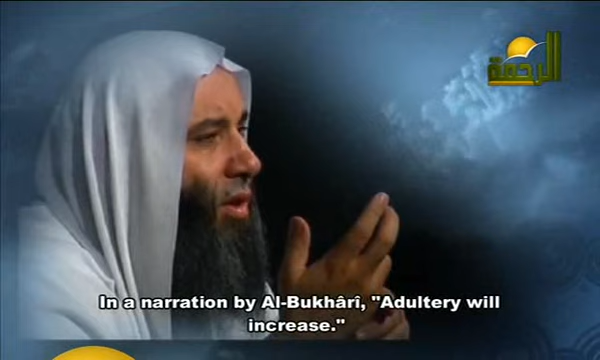 الرحمة
In a narration by Al-Bukhârî, "Adultery will
increase."